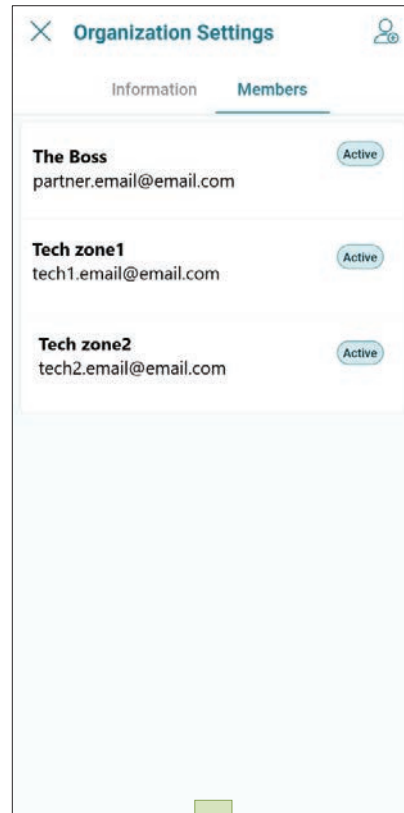 Organization Settings
Information Members
The Boss Active
partner.email@email.com
Tech zone1 Active
tech1.email@email.com
Tech zone2 Active
tech2.email@email.com